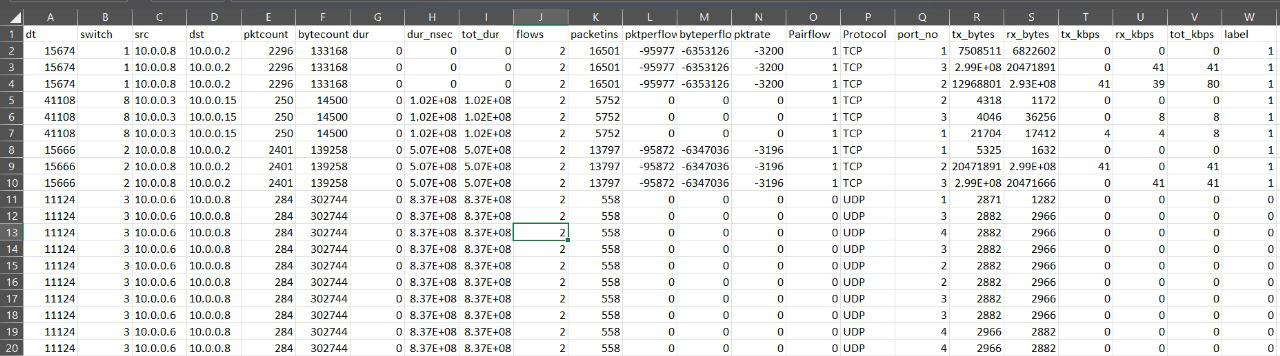 A B C D E F G H I J K L M N O P Q R S T U V W
1 dt switch src dst pktcount bytecount dur dur_nsec tot_dur flows packetins pktperflow byteperflo pktrate Pairflow Protocol port_no tx_bytes rx_bytes tx_kbps rx_kbps tot_kbps label
2 15674 1 10.0.0.8 10.0.0.2 2296 133168 0 0 0 2 16501 -95977 -6353126 -3200 1 TCP 1 7508511 6822602 0 0 0 1
3 15674 1 10.0.0.8 10.0.0.2 2296 133168 0 0 0 2 16501 -95977 -6353126 -3200 1 TCP 3 2.99E+08 20471891 0 41 41 1
4 15674 1 10.0.0.8 10.0.0.2 2296 133168 0 0 0 2 16501 -95977 -6353126 -3200 1 TCP 2 12968801 2.93E+08 41 39 80 1
5 41108 8 10.0.0.3 10.0.0.15 250 14500 0 1.02E+08 1.02E+08 2 5752 0 0 0 1 TCP 2 4318 1172 0 0 0 1
6 41108 8 10.0.0.3 10.0.0.15 250 14500 0 1.02E+08 1.02E+08 2 5752 0 0 0 1 TCP 3 4046 36256 0 8 8 1
7 41108 8 10.0.0.3 10.0.0.15 250 14500 0 1.02E+08 1.02E+08 2 5752 0 0 0 1 TCP 1 21704 17412 4 4 8 1
8 15666 2 10.0.0.8 10.0.0.2 2401 139258 0 5.07E+08 5.07E+08 2 13797 -95872 -6347036 -3196 1 TCP 1 5325 1632 0 0 0 1
9 15666 2 10.0.0.8 10.0.0.2 2401 139258 0 5.07E+08 5.07E+08 2 13797 -95872 -6347036 -3196 1 TCP 2 20471891 2.99E+08 41 0 41 1
10 15666 2 10.0.0.8 10.0.0.2 2401 139258 0 5.07E+08 5.07E+08 2 13797 -95872 -6347036 -3196 1 TCP 3 2.99E+08 20471666 0 41 41 1
11 11124 3 10.0.0.6 10.0.0.8 284 302744 0 8.37E+08 8.37E+08 2 558 0 0 0 0 UDP 1 2871 1282 0 0 0 0
12 11124 3 10.0.0.6 10.0.0.8 284 302744 0 8.37E+08 8.37E+08 2 558 0 0 0 0 UDP 3 2882 2966 0 0 0 0
13 11124 3 10.0.0.6 10.0.0.8 284 302744 0 8.37E+08 8.37E+08 2 558 0 0 0 0 UDP 4 2882 2966 0 0 0 0
14 11124 3 10.0.0.6 10.0.0.8 284 302744 0 8.37E+08 8.37E+08 2 558 0 0 0 0 UDP 3 2882 2966 0 0 0 0
15 11124 3 10.0.0.6 10.0.0.8 284 302744 0 8.37E+08 8.37E+08 2 558 0 0 0 0 UDP 2 2882 2966 0 0 0 0
16 11124 3 10.0.0.6 10.0.0.8 284 302744 0 8.37E+08 8.37E+08 2 558 0 0 0 0 UDP 2 2882 2966 0 0 0 0
17 11124 3 10.0.0.6 10.0.0.8 284 302744 0 8.37E+08 8.37E+08 2 558 0 0 0 0 UDP 3 2882 2966 0 0 0 0
18 11124 3 10.0.0.6 10.0.0.8 284 302744 0 8.37E+08 8.37E+08 2 558 0 0 0 0 UDP 3 2882 2966 0 0 0 0
19 11124 3 10.0.0.6 10.0.0.8 284 302744 0 8.37E+08 8.37E+08 2 558 0 0 0 0 UDP 4 2966 2882 0 0 0 0
20 11124 3 10.0.0.6 10.0.0.8 284 302744 0 8.37E+08 8.37E+08 2 558 0 0 0 0 UDP 4 2966 2882 0 0 0 0